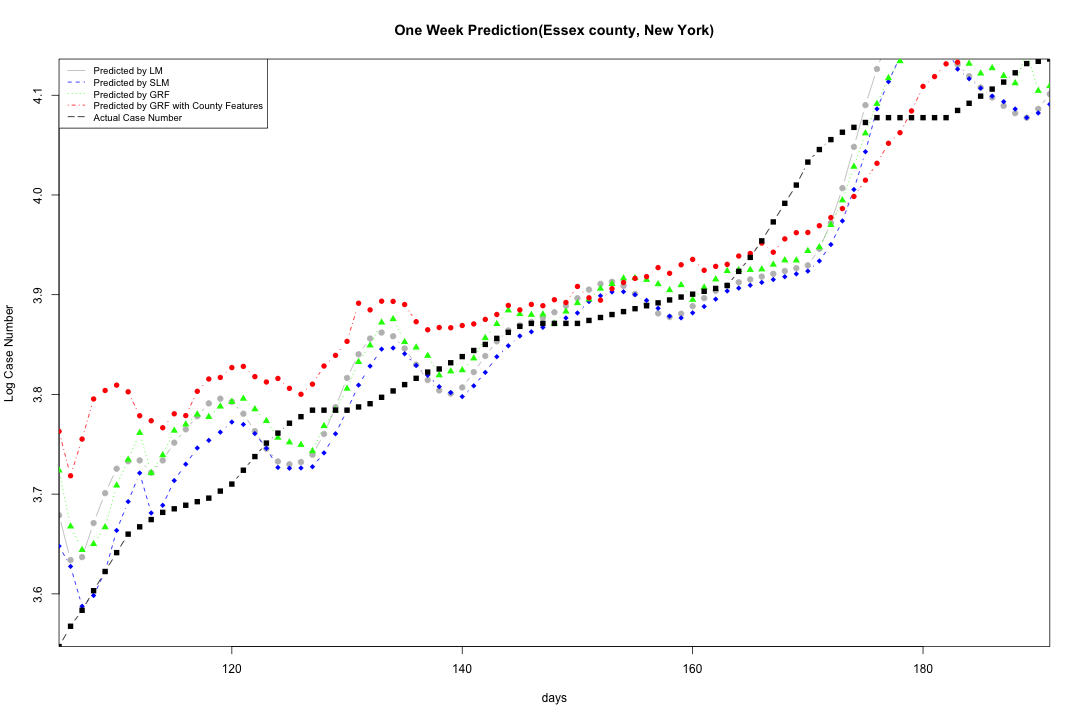 One Week Prediction(Essex county, New York)
Predicted by LM
Predicted by SLM
Predicted by GRF
Predicted by GRF with County Features
Actual Case Number
Log Case Number
4.1
4.0
3.9
3.8
3.7
3.6
120 140 160 180
days